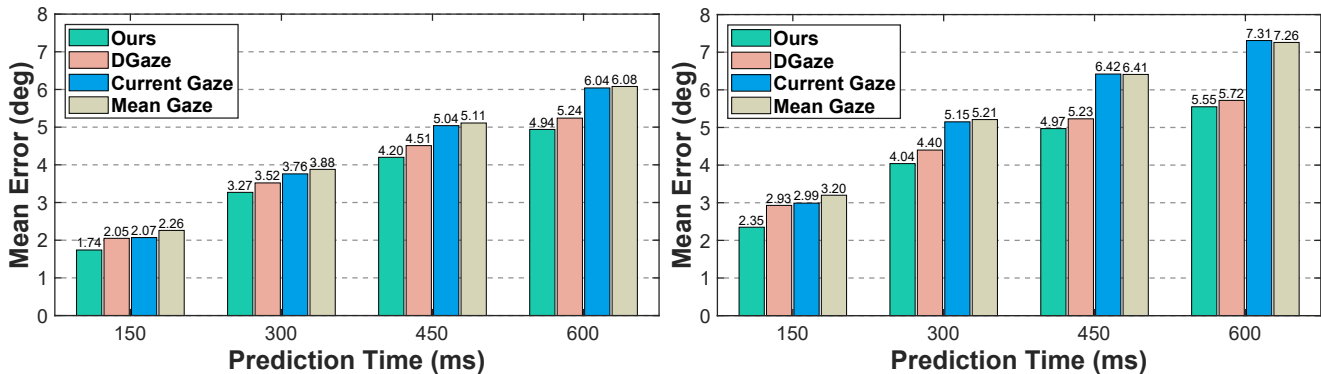 8
7
6
5
4
3
2
1
0
Mean Error (deg)
Ours
DGaze
Current Gaze
Mean Gaze
1.74 2.05 2.07 2.26
3.27 3.52 3.76 3.88
4.20 4.51 5.04 5.11
4.94 5.24 6.04 6.08
150 300 450 600
Prediction Time (ms)
8
7
6
5
4
3
2
1
0
Mean Error (deg)
Ours
DGaze
Current Gaze
Mean Gaze
2.35 2.93 2.99 3.20
4.04 4.40 5.15 5.21
4.97 5.23 6.42 6.41
5.55 5.72 7.31 7.26
150 300 450 600
Prediction Time (ms)